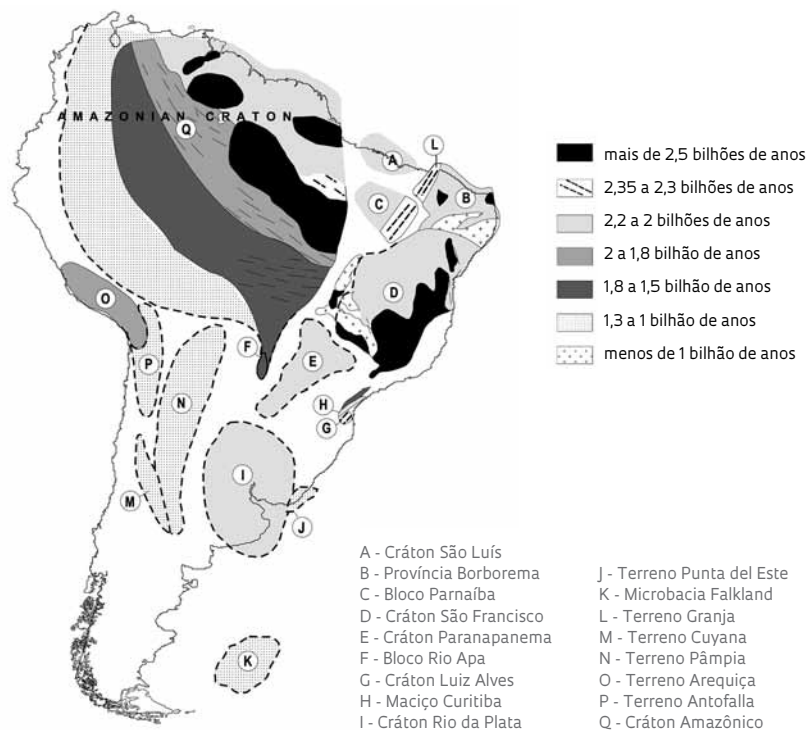 AMAZONIAN CRATON
Q
A
L
C
B
D
O
F
E
P
N
H
G
I
M
J
K
mais de 2,5 bilhões de anos
2,35 a 2,3 bilhões de anos
2,2 a 2 bilhões de anos
2 a 1,8 bilhão de anos
1,8 a 1,5 bilhão de anos
1,3 a 1 bilhão de anos
menos de 1 bilhão de anos
A - Cráton São Luís
B - Província Borborema
C - Bloco Parnaíba
D - Cráton São Francisco
E - Cráton Paranapanema
F - Bloco Rio Apa
G - Cráton Luiz Alves
H - Maciço Curitiba
I - Cráton Rio da Plata
J - Terreno Punta del Este
K - Microbacia Falkland
L - Terreno Granja
M - Terreno Cuyana
N - Terreno Pâmpia
O - Terreno Arequiça
P - Terreno Antofalla
Q - Cráton Amazônico